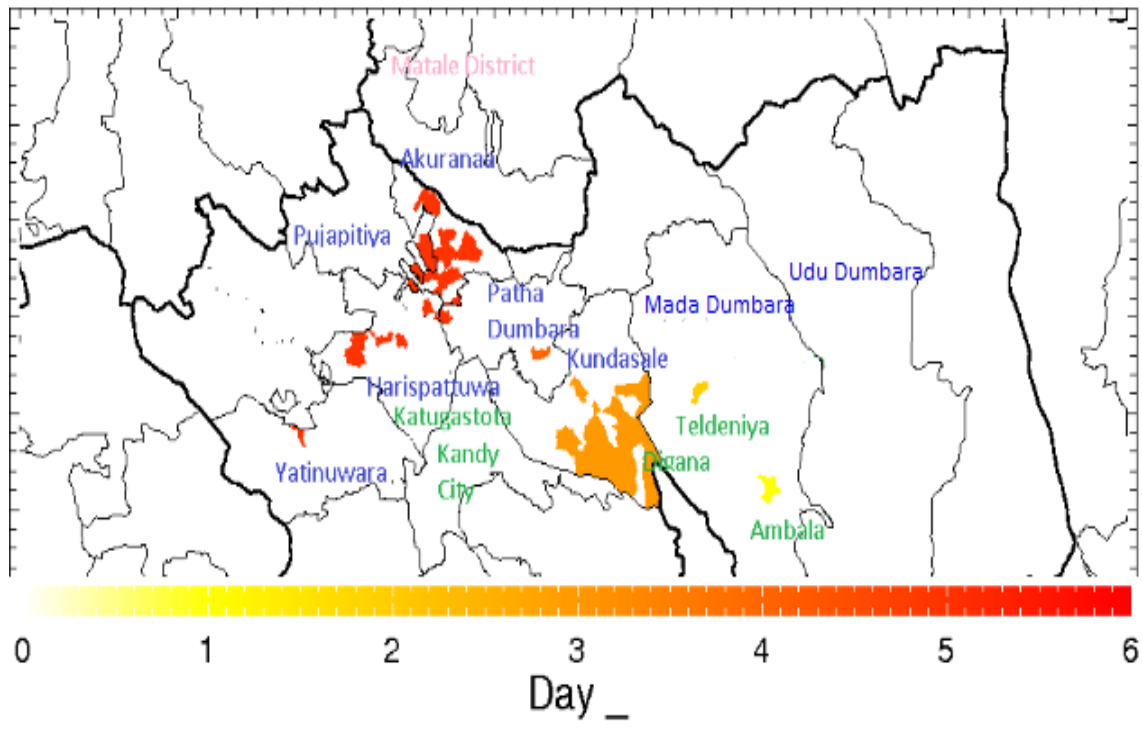 Matale District
Akuranaa
Pujapitiya
Udu Dumbara
Patha
Dumbara
Mada Dumbara
Kundasale
Harispattuwa
Katugastota
Teldeniya
Kandy
City
Digana
Yatinuwara
Ambala
0 1 2 3 4 5 6
Day _